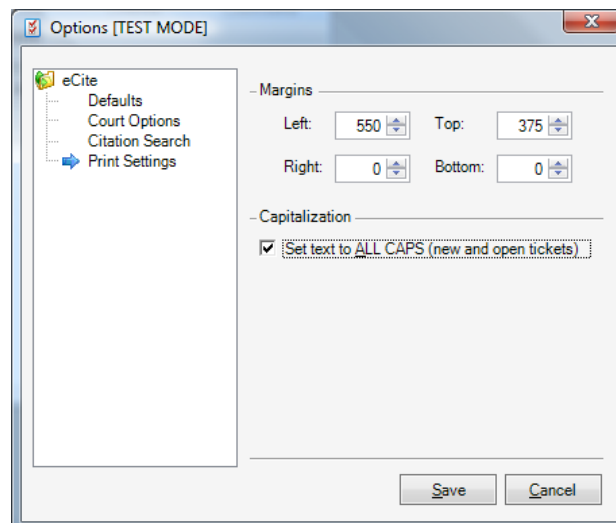 Options [TEST MODE]
eCite
Defaults
Court Options
Citation Search
Print Settings
Margins
Left: 550 Top: 375
Right: 0 Bottom: 0
Capitalization
Set text to ALL CAPS (new and open tickets)
Save Cancel